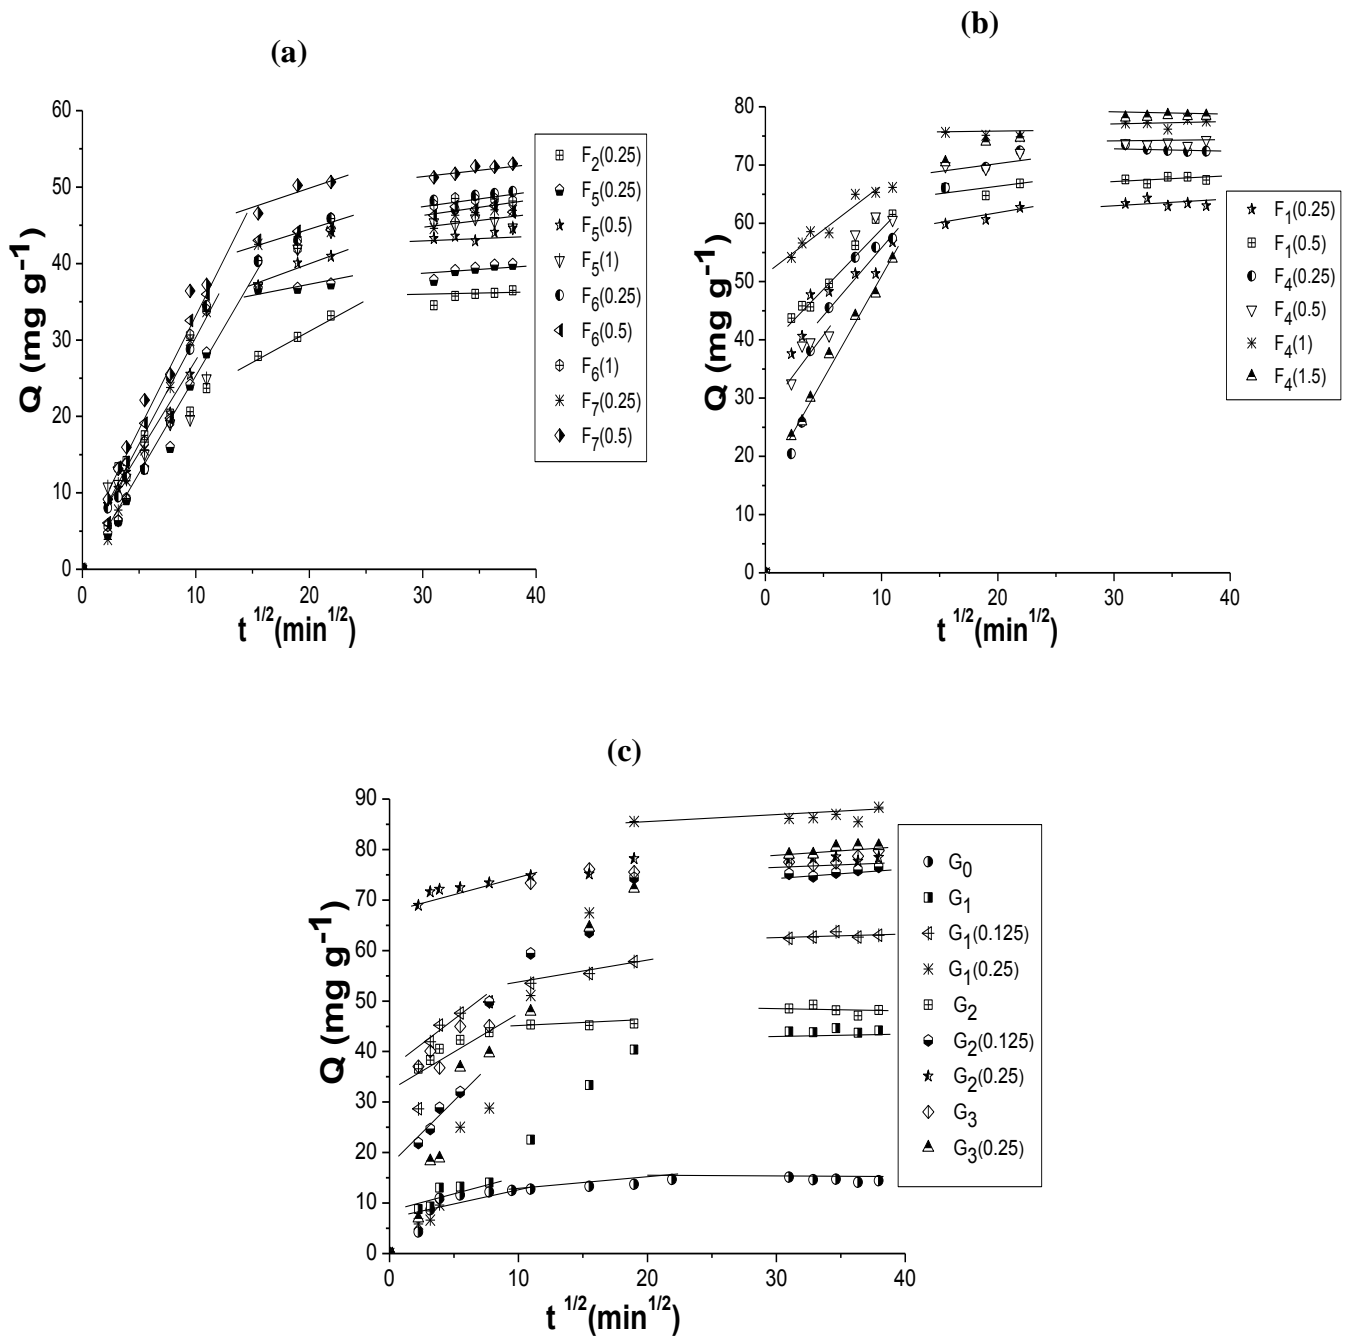 (a)
60
50
40
30
20
10
0
0 10 20 30 40
Q (mg g⁻¹)
t ^1/2(min^1/2)
F2(0.25)
F5(0.25)
F5(0.5)
F5(1)
F6(0.25)
F6(0.5)
F6(1)
F7(0.25)
F7(0.5)
(b)
80
70
60
50
40
30
20
10
0
0 10 20 30 40
Q (mg g⁻¹)
t ^1/2(min^1/2)
F1(0.25)
F1(0.5)
F4(0.25)
F4(0.5)
F4(1)
F4(1.5)
(c)
90
80
70
60
50
40
30
20
10
0
0 10 20 30 40
Q (mg g⁻¹)
t ^1/2(min^1/2)
G0
G1
G1(0.125)
G1(0.25)
G2
G2(0.125)
G2(0.25)
G3
G3(0.25)